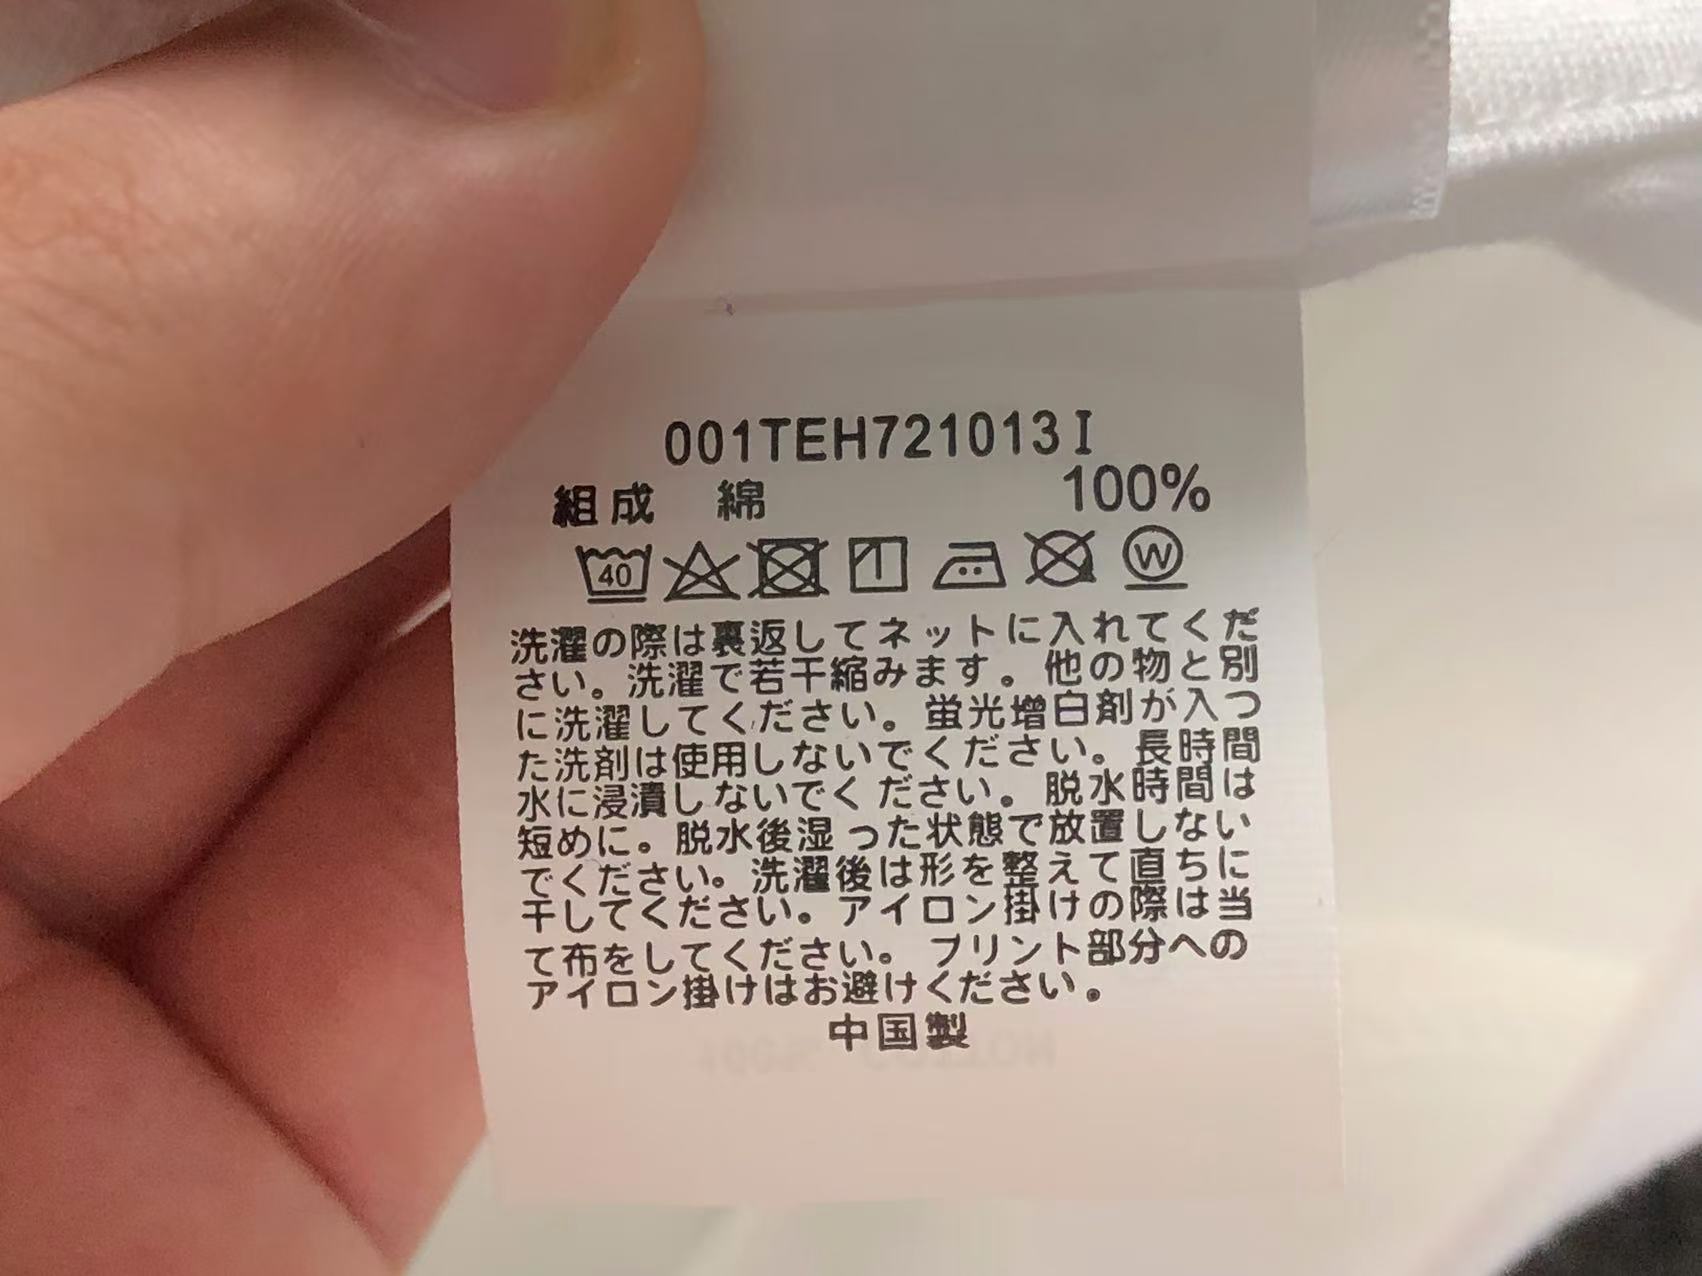 001TEH721013I
組成 綿 100%
40 W
洗濯の際は裏返してネットに入れてくだ
さい。洗濯で若干縮みます。他の物と別
に洗濯してください。蛍光増白剤が入つ
た洗剤は使用しないでください。長時間
水に浸漬しないでください。脱水時間は
短めに。脱水後湿った状態で放置しない
でください。洗濯後は形を整えて直ちに
干してください。アイロン掛けの際は当
て布をしてください。プリント部分への
アイロン掛けはお避けください。
中国製